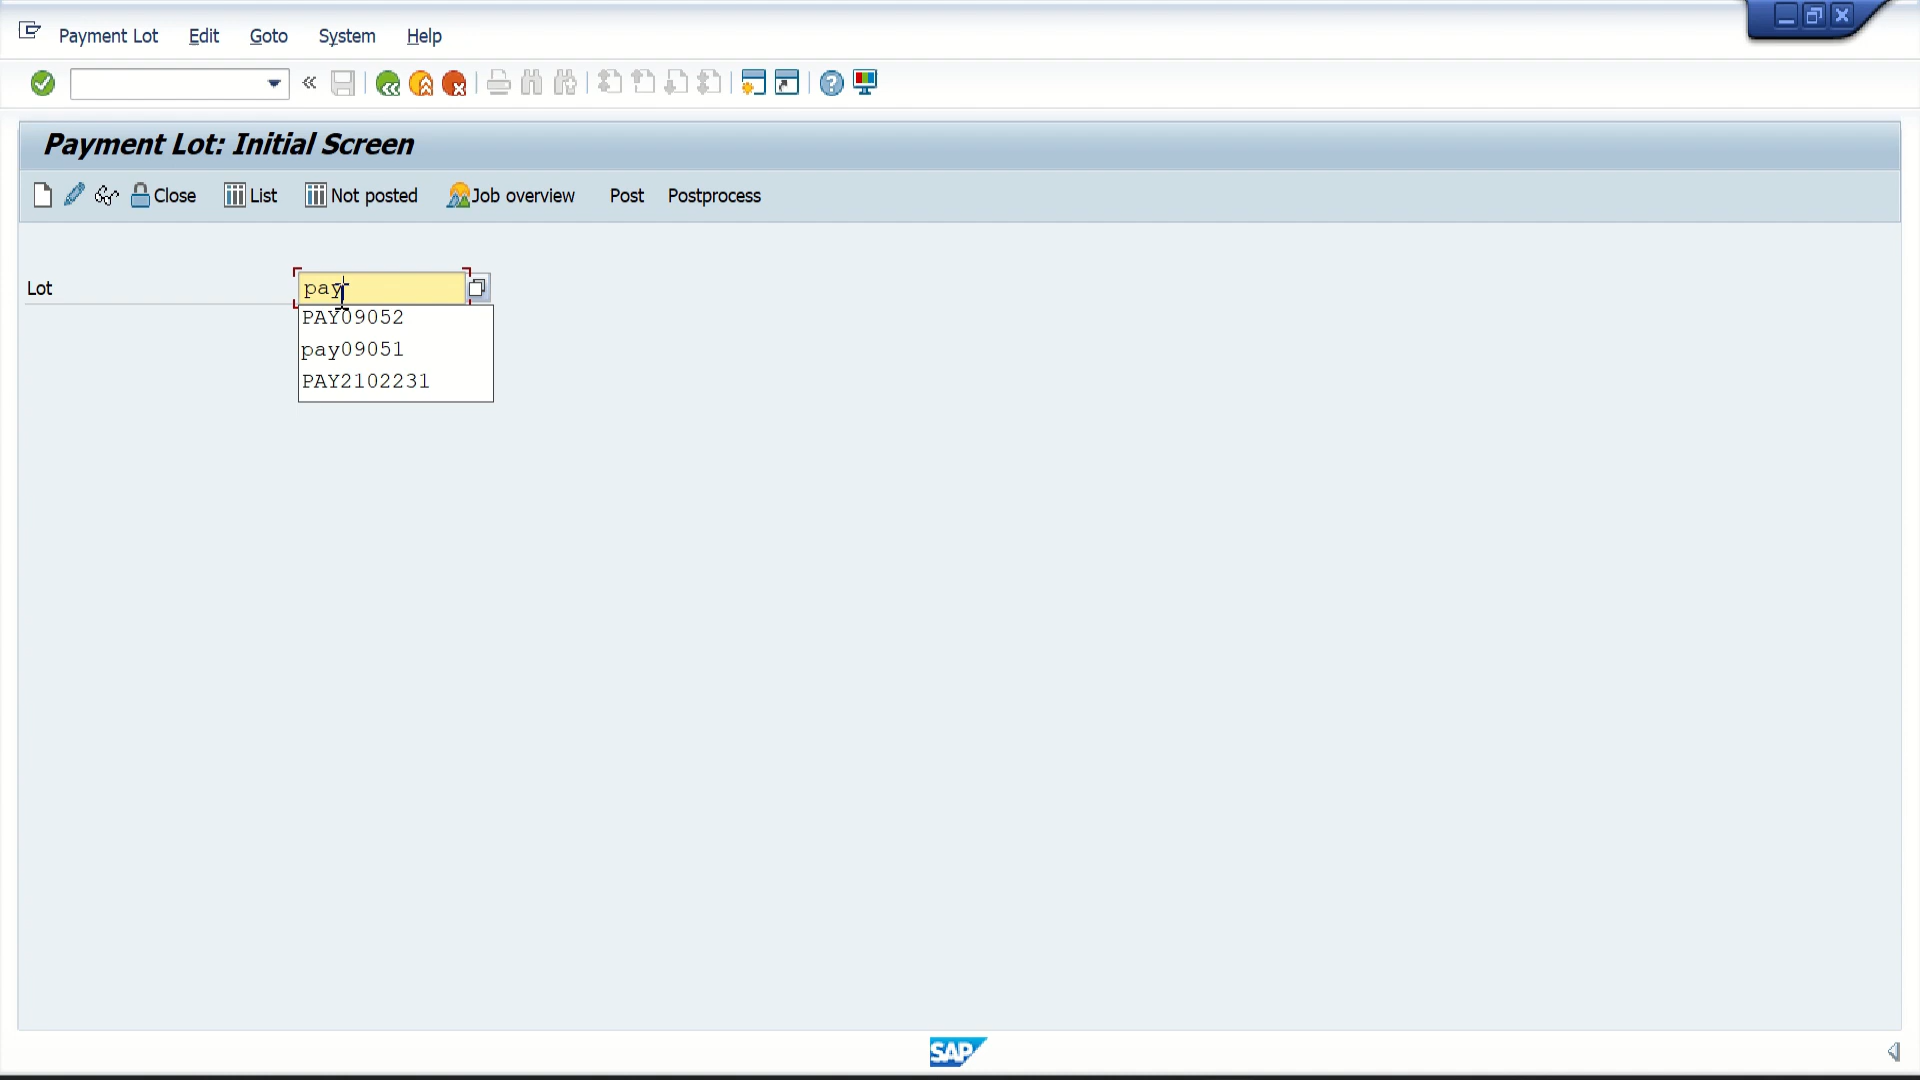 Payment Lot Edit Goto System Help
Payment Lot: Initial Screen
Close List Not posted Job overview Post Postprocess
Lot pay
PAY09052
pay09051
PAY2102231
SAP